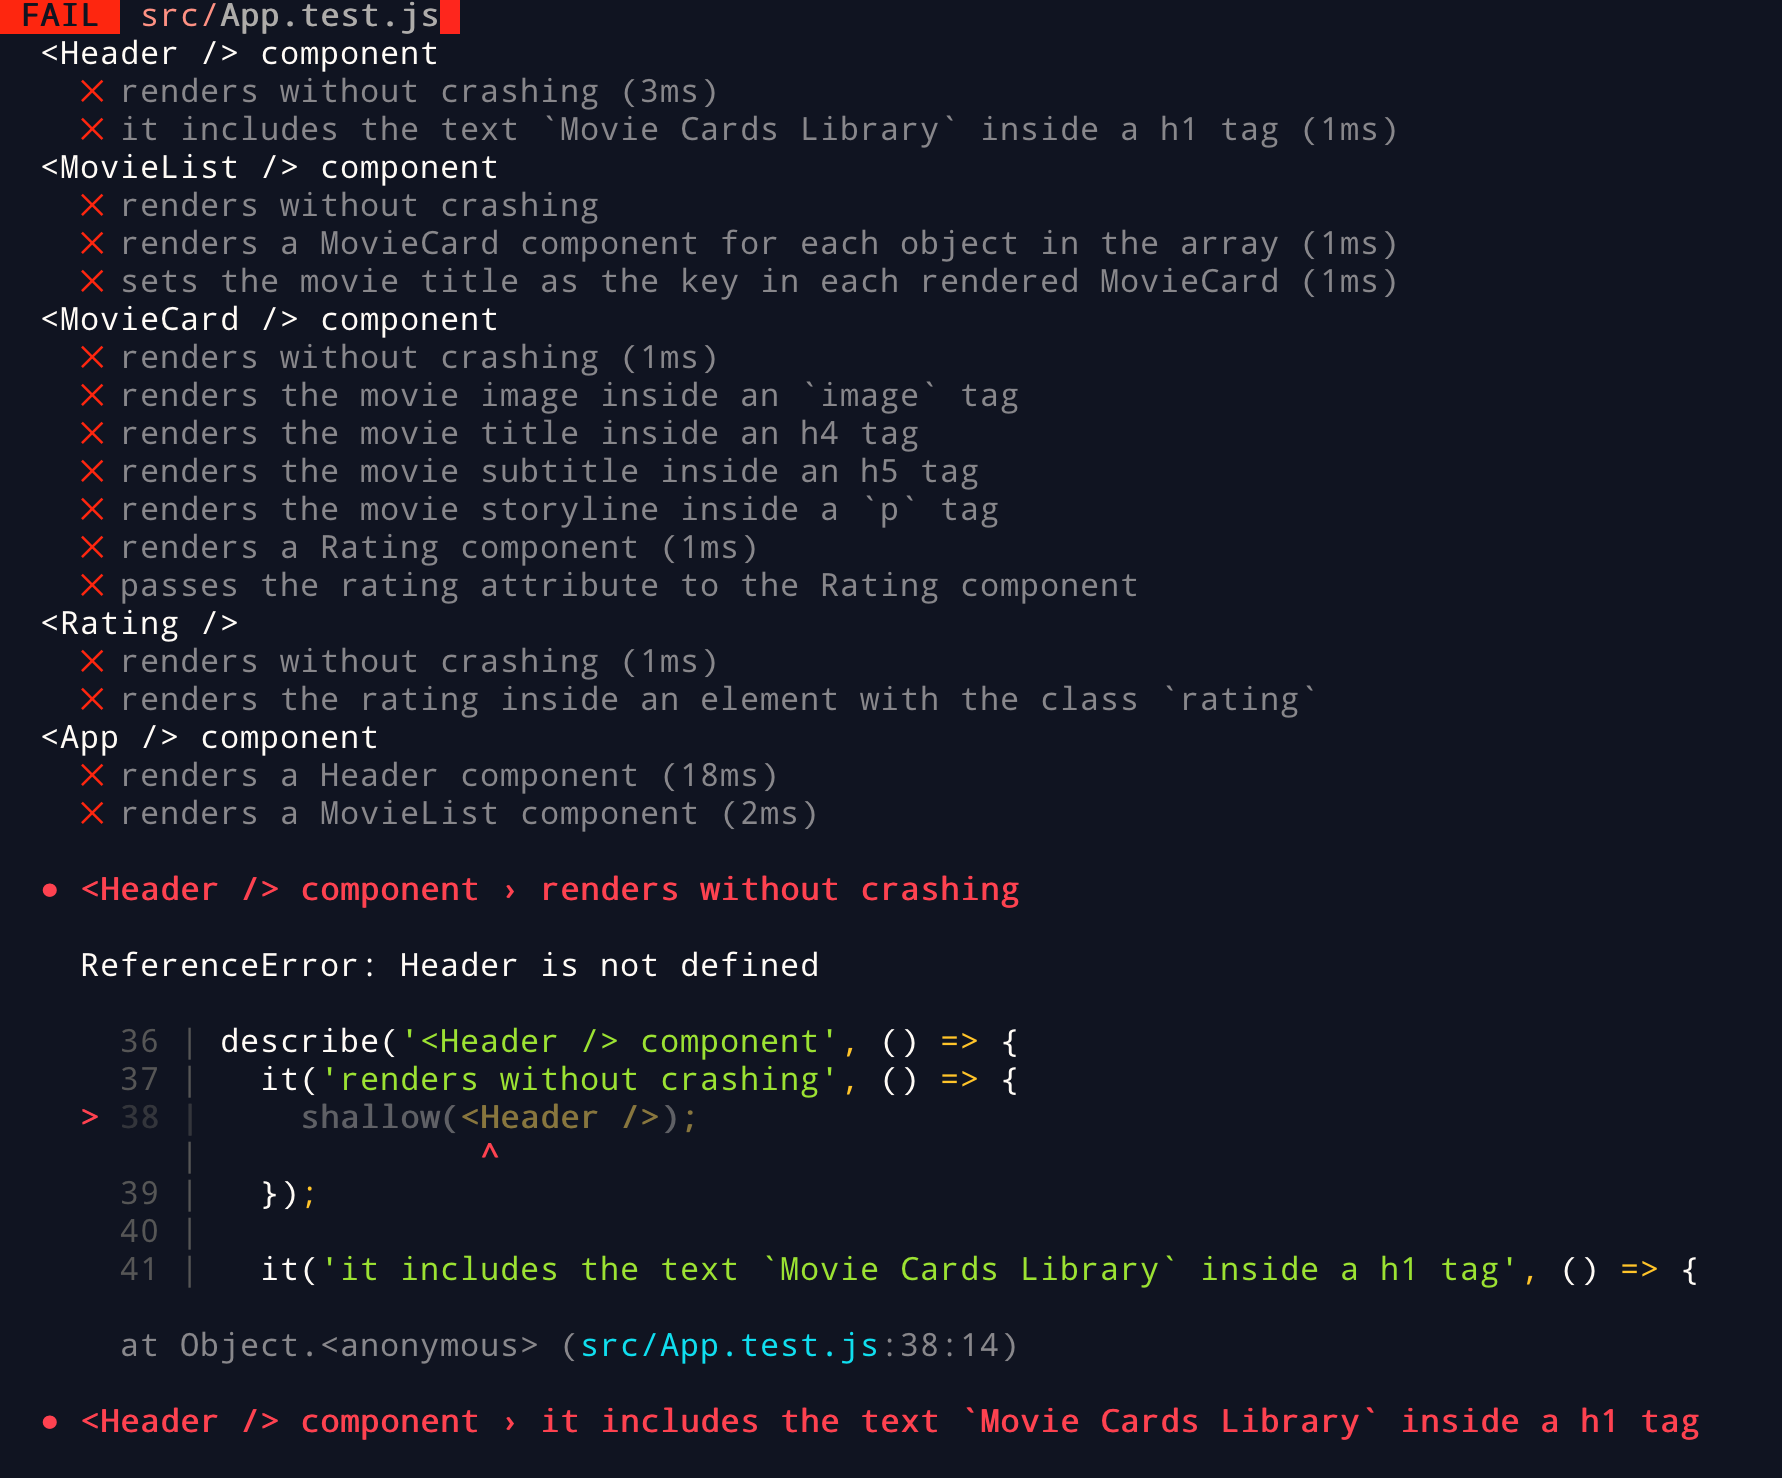 FAIL src/App.test.js
<Header /> component
✕ renders without crashing (3ms)
✕ it includes the text `Movie Cards Library` inside a h1 tag (1ms)
<MovieList /> component
✕ renders without crashing
✕ renders a MovieCard component for each object in the array (1ms)
✕ sets the movie title as the key in each rendered MovieCard (1ms)
<MovieCard /> component
✕ renders without crashing (1ms)
✕ renders the movie image inside an `image` tag
✕ renders the movie title inside an h4 tag
✕ renders the movie subtitle inside an h5 tag
✕ renders the movie storyline inside a `p` tag
✕ renders a Rating component (1ms)
✕ passes the rating attribute to the Rating component
<Rating />
✕ renders without crashing (1ms)
✕ renders the rating inside an element with the class `rating`
<App /> component
✕ renders a Header component (18ms)
✕ renders a MovieList component (2ms)
● <Header /> component › renders without crashing
ReferenceError: Header is not defined
36 | describe('<Header /> component', () => {
37 |   it('renders without crashing', () => {
> 38 |     shallow(<Header />);
|              ^
39 |   });
40 |
41 |   it('it includes the text `Movie Cards Library` inside a h1 tag', () => {
at Object.<anonymous> (src/App.test.js:38:14)
● <Header /> component › it includes the text `Movie Cards Library` inside a h1 tag